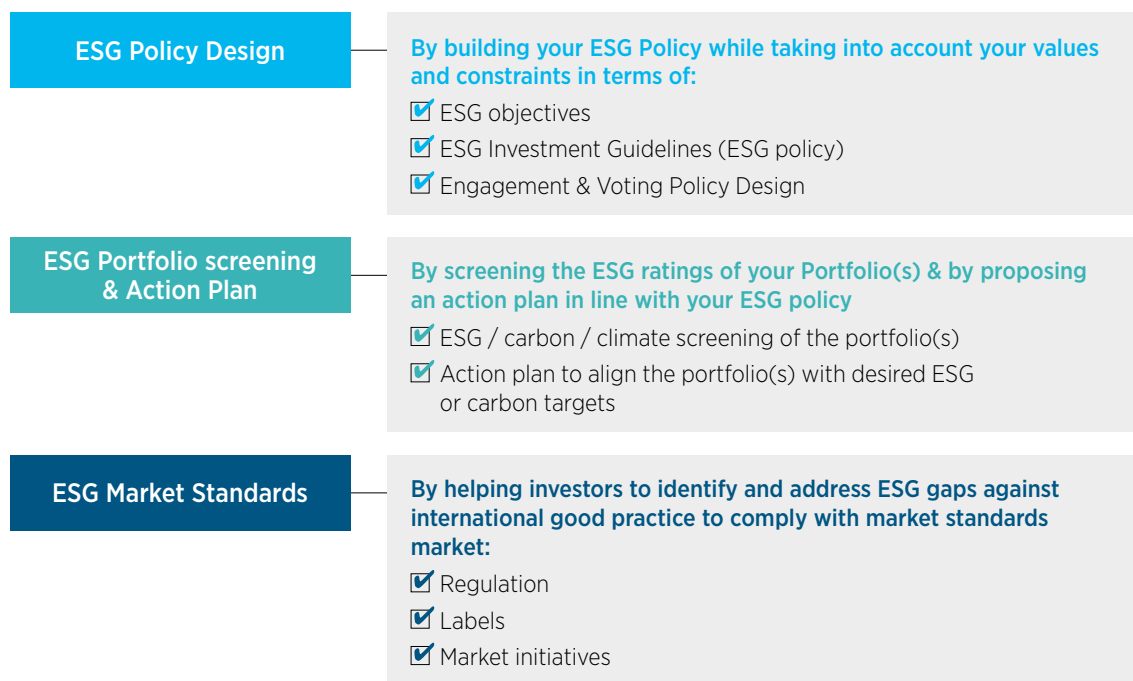 ESG Policy Design
By building your ESG Policy while taking into account your values
and constraints in terms of:
ESG objectives
ESG Investment Guidelines (ESG policy)
Engagement & Voting Policy Design
ESG Portfolio screening
& Action Plan
By screening the ESG ratings of your Portfolio(s) & by proposing
an action plan in line with your ESG policy
ESG / carbon / climate screening of the portfolio(s)
Action plan to align the portfolio(s) with desired ESG
or carbon targets
ESG Market Standards
By helping investors to identify and address ESG gaps against
international good practice to comply with market standards
market:
Regulation
Labels
Market initiatives